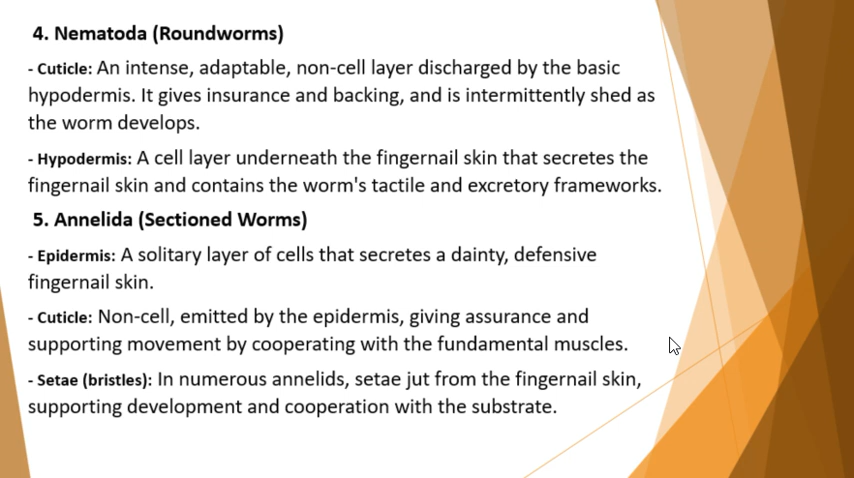 4. Nematoda (Roundworms)
- Cuticle: An intense, adaptable, non-cell layer discharged by the basic
hypodermis. It gives insurance and backing, and is intermittently shed as
the worm develops.
- Hypodermis: A cell layer underneath the fingernail skin that secretes the
fingernail skin and contains the worm's tactile and excretory frameworks.
5. Annelida (Sectioned Worms)
- Epidermis: A solitary layer of cells that secretes a dainty, defensive
fingernail skin.
- Cuticle: Non-cell, emitted by the epidermis, giving assurance and
supporting movement by cooperating with the fundamental muscles.
- Setae (bristles): In numerous annelids, setae jut from the fingernail skin,
supporting development and cooperation with the substrate.